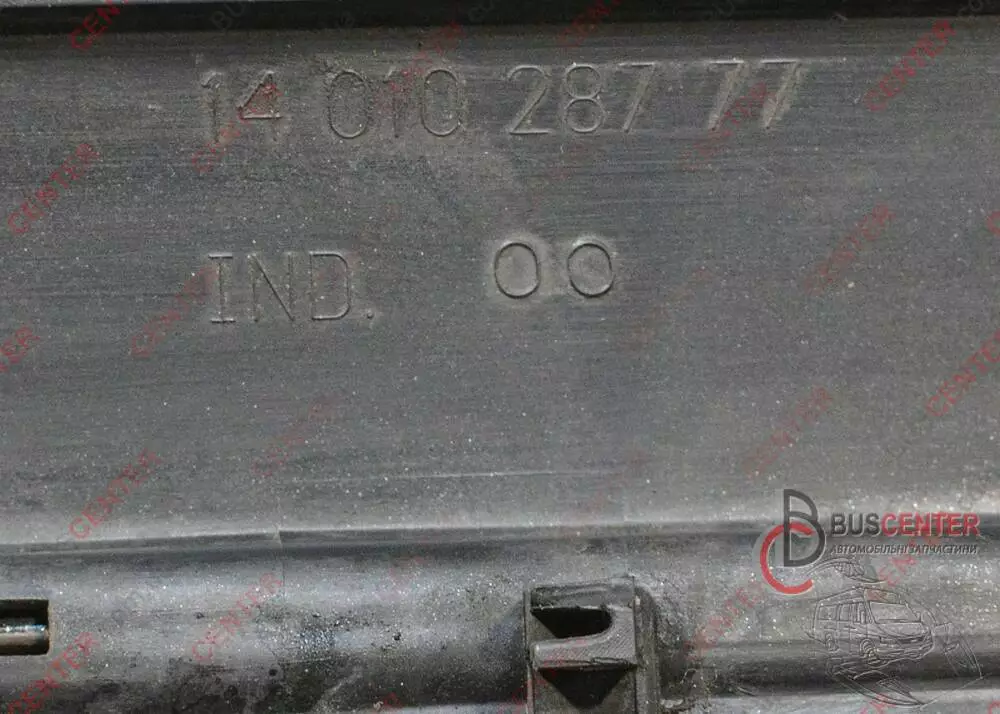 14 010 287 77
IND. 00
BUSCENTER
АВТОМОБІЛЬНІ ЗАПЧАСТИНИ